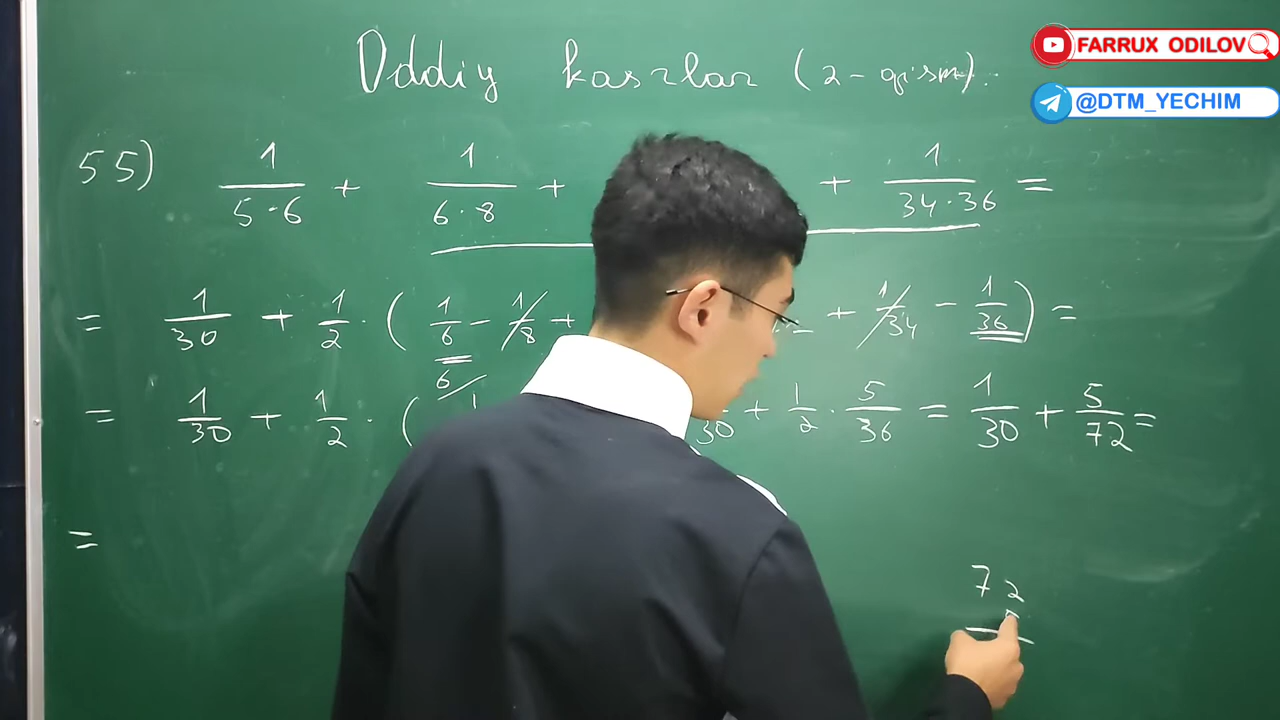 Oddiy kasrlar (2-qism).
FARRUX ODILOV
@DTM_YECHIM
55) 1/5·6 + 1/6·8 + + 1/34·36 =
= 1/30 + 1/2 · ( 1/6 - 1/8 + + 1/34 - 1/36 ) =
= 1/30 + 1/2 · ( 30 + 1/2 · 5/36 = 1/30 + 5/72 =
=
72